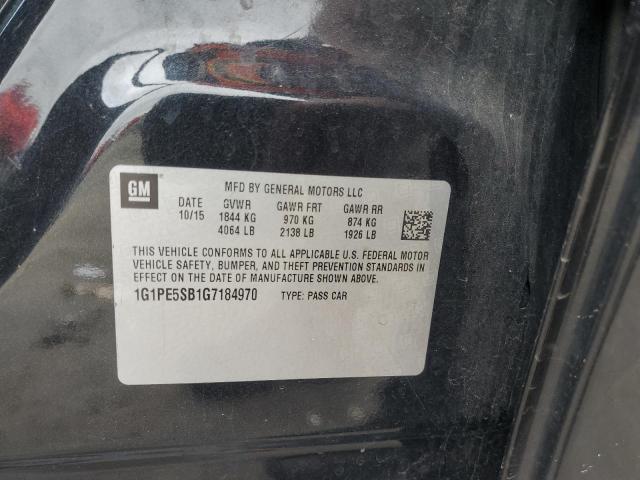 GM
MFD BY GENERAL MOTORS LLC
DATE GVWR GAWR FRT GAWR RR
10/15 1844 KG 970 KG 874 KG
4064 LB 2138 LB 1926 LB
THIS VEHICLE CONFORMS TO ALL APPLICABLE U.S. FEDERAL MOTOR
VEHICLE SAFETY, BUMPER, AND THEFT PREVENTION STANDARDS IN
EFFECT ON THE DATE OF MANUFACTURE SHOWN ABOVE.
1G1PE5SB1G7184970 TYPE: PASS CAR